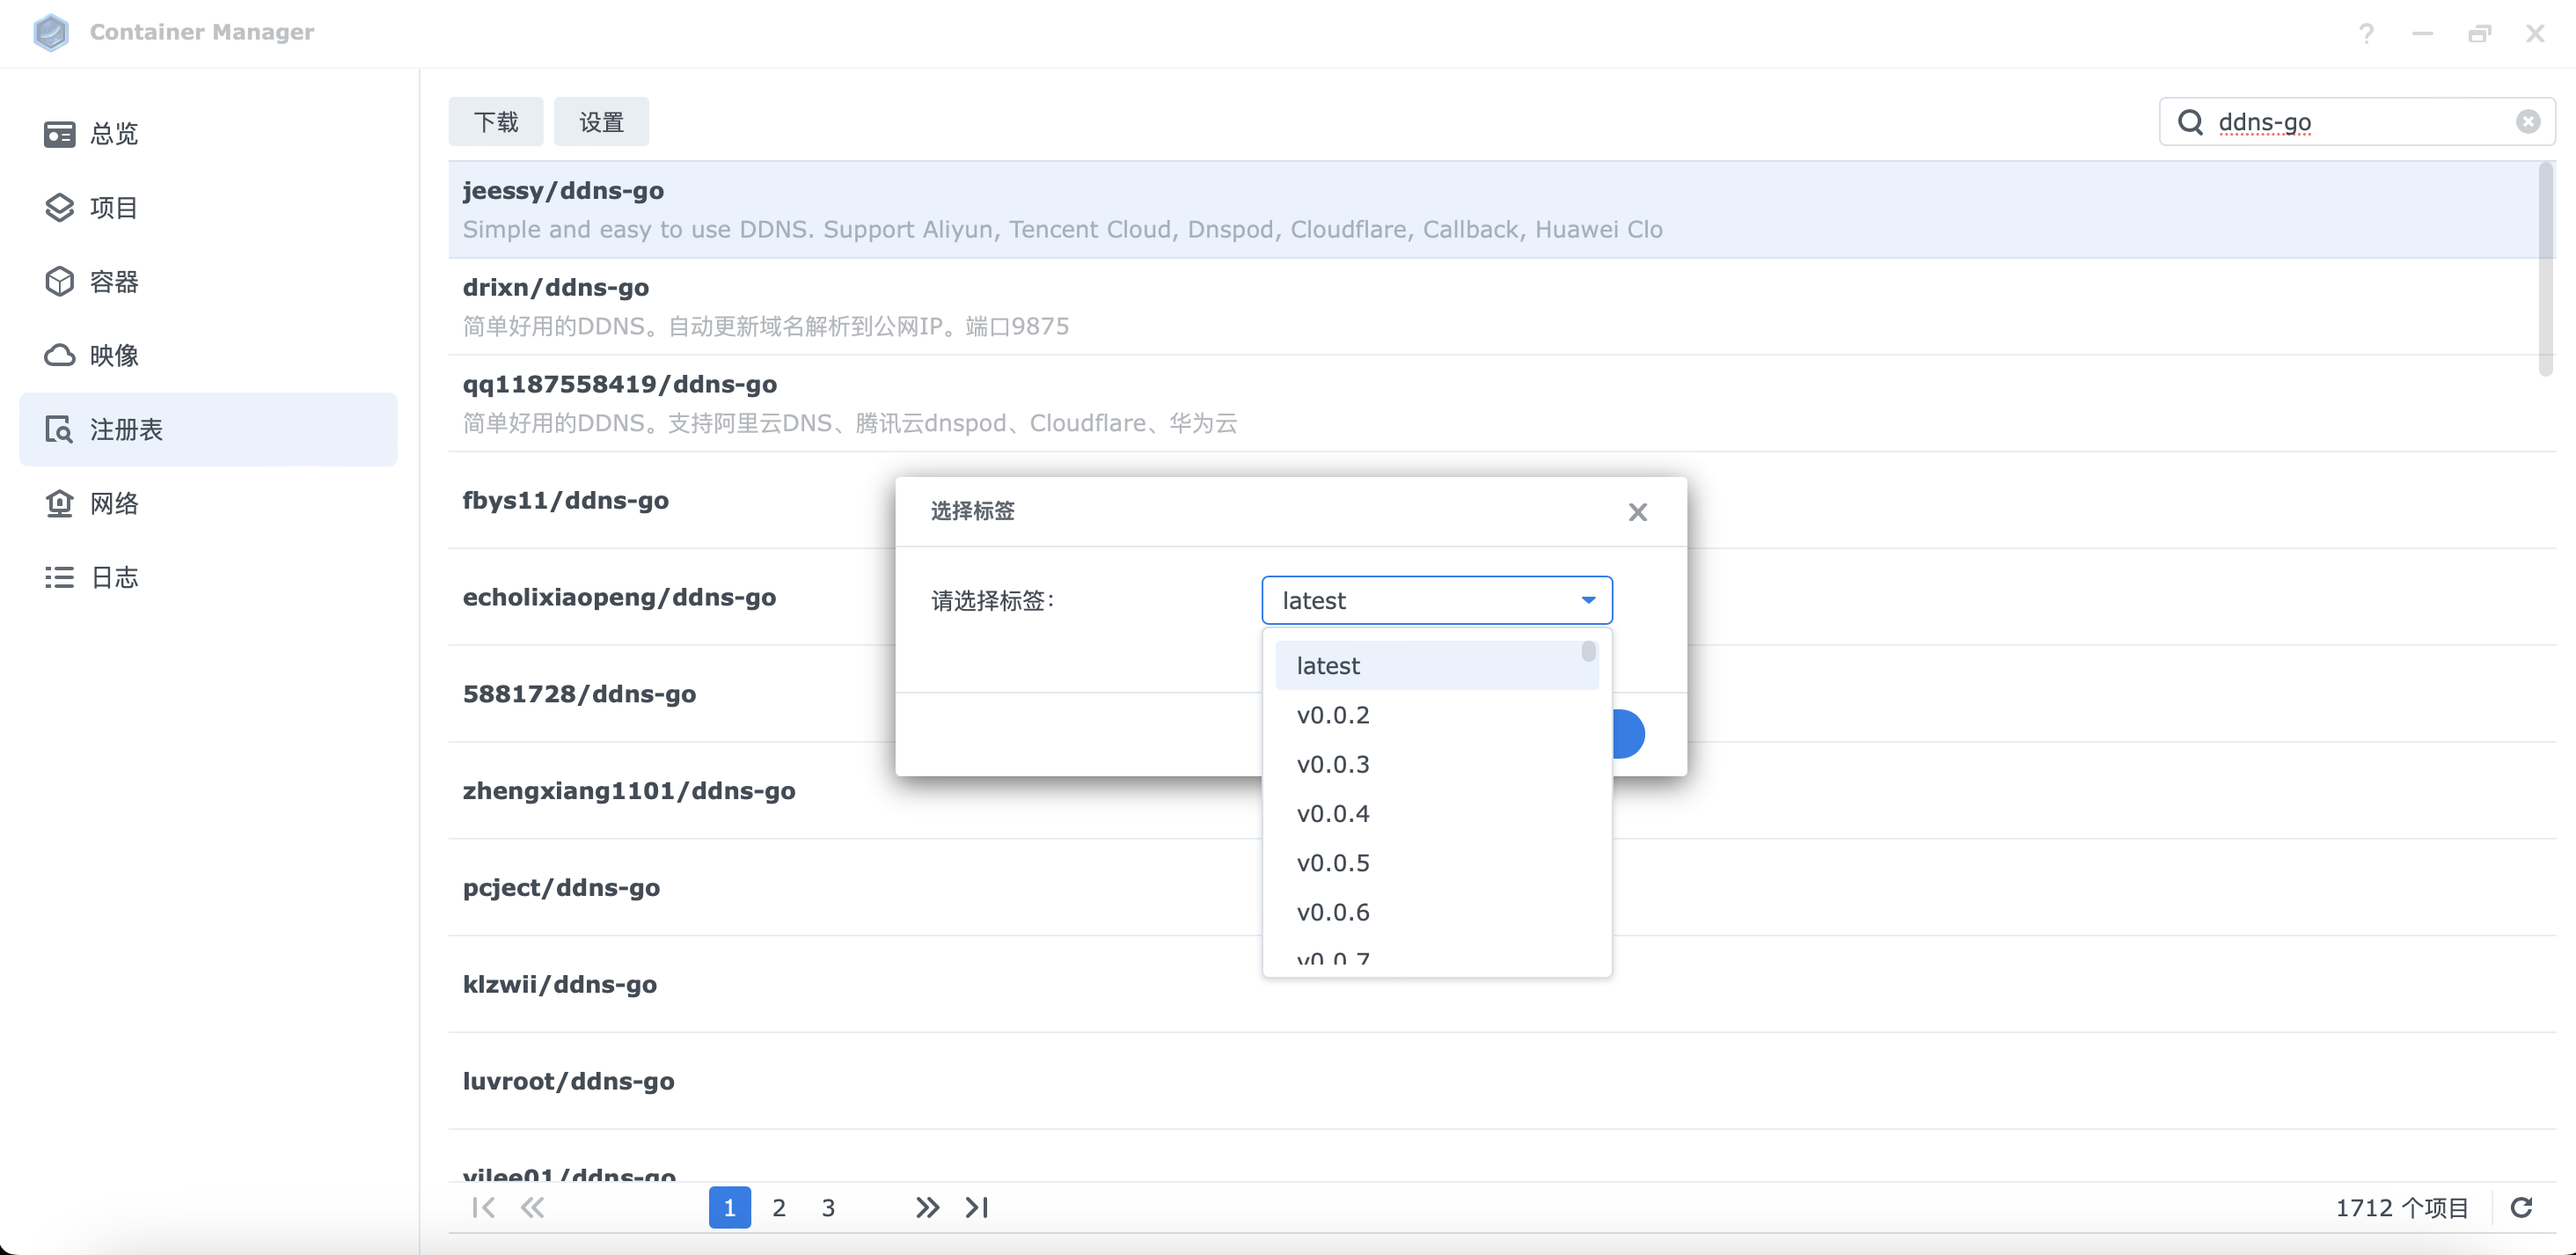 Container Manager
总览
项目
容器
映像
注册表
网络
日志
下载
设置
ddns-go
jeessy/ddns-go
Simple and easy to use DDNS. Support Aliyun, Tencent Cloud, Dnspod, Cloudflare, Callback, Huawei Clo
drixn/ddns-go
简单好用的DDNS。自动更新域名解析到公网IP。端口9875
qq1187558419/ddns-go
简单好用的DDNS。支持阿里云DNS、腾讯云dnspod、Cloudflare、华为云
fbys11/ddns-go
echolixiaopeng/ddns-go
5881728/ddns-go
zhengxiang1101/ddns-go
pcject/ddns-go
klzwii/ddns-go
luvroot/ddns-go
选择标签
请选择标签：
latest
latest
v0.0.2
v0.0.3
v0.0.4
v0.0.5
v0.0.6
v0.0.7
1 2 3
1712 个项目